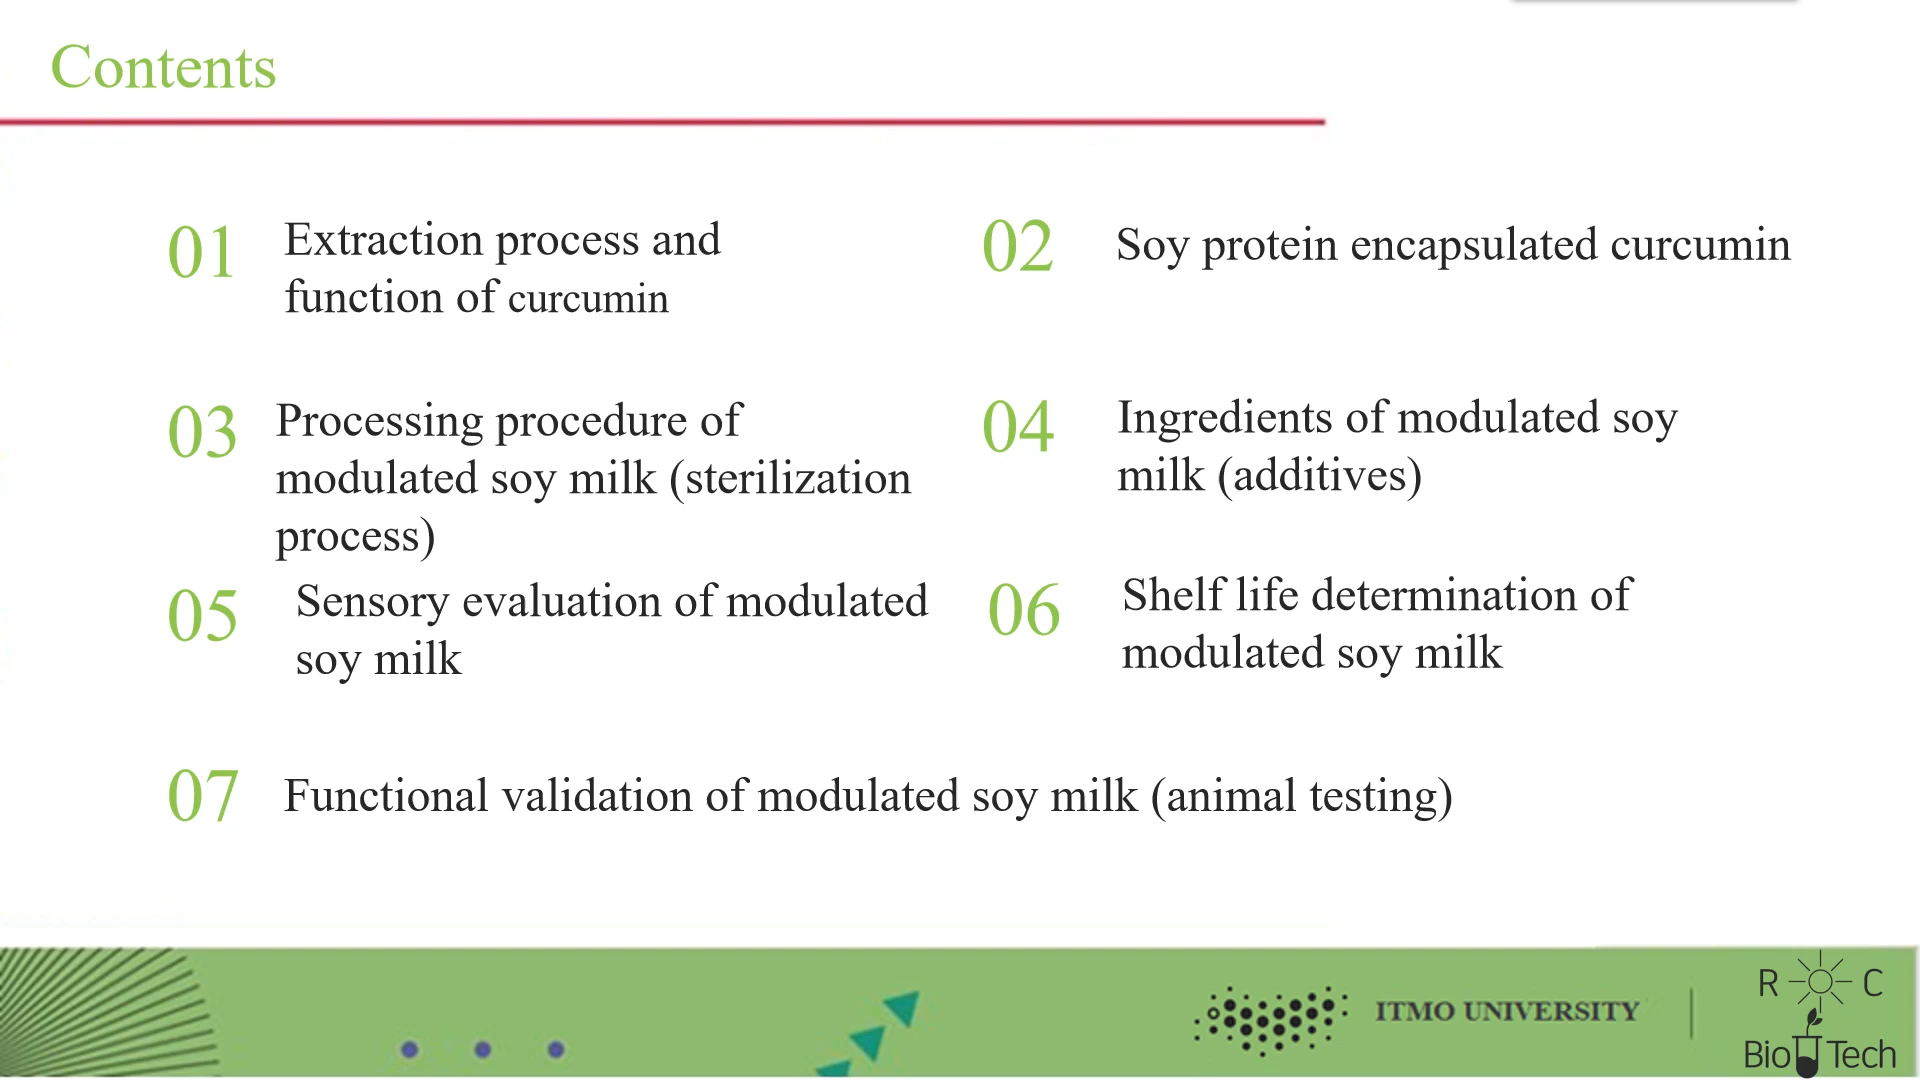 Contents
01
Extraction process and
function of curcumin
02
Soy protein encapsulated curcumin
03
Processing procedure of
modulated soy milk (sterilization
process)
04
Ingredients of modulated soy
milk (additives)
05
Sensory evaluation of modulated
soy milk
06
Shelf life determination of
modulated soy milk
07
Functional validation of modulated soy milk (animal testing)
ITMO UNIVERSITY
R C
Bio Tech